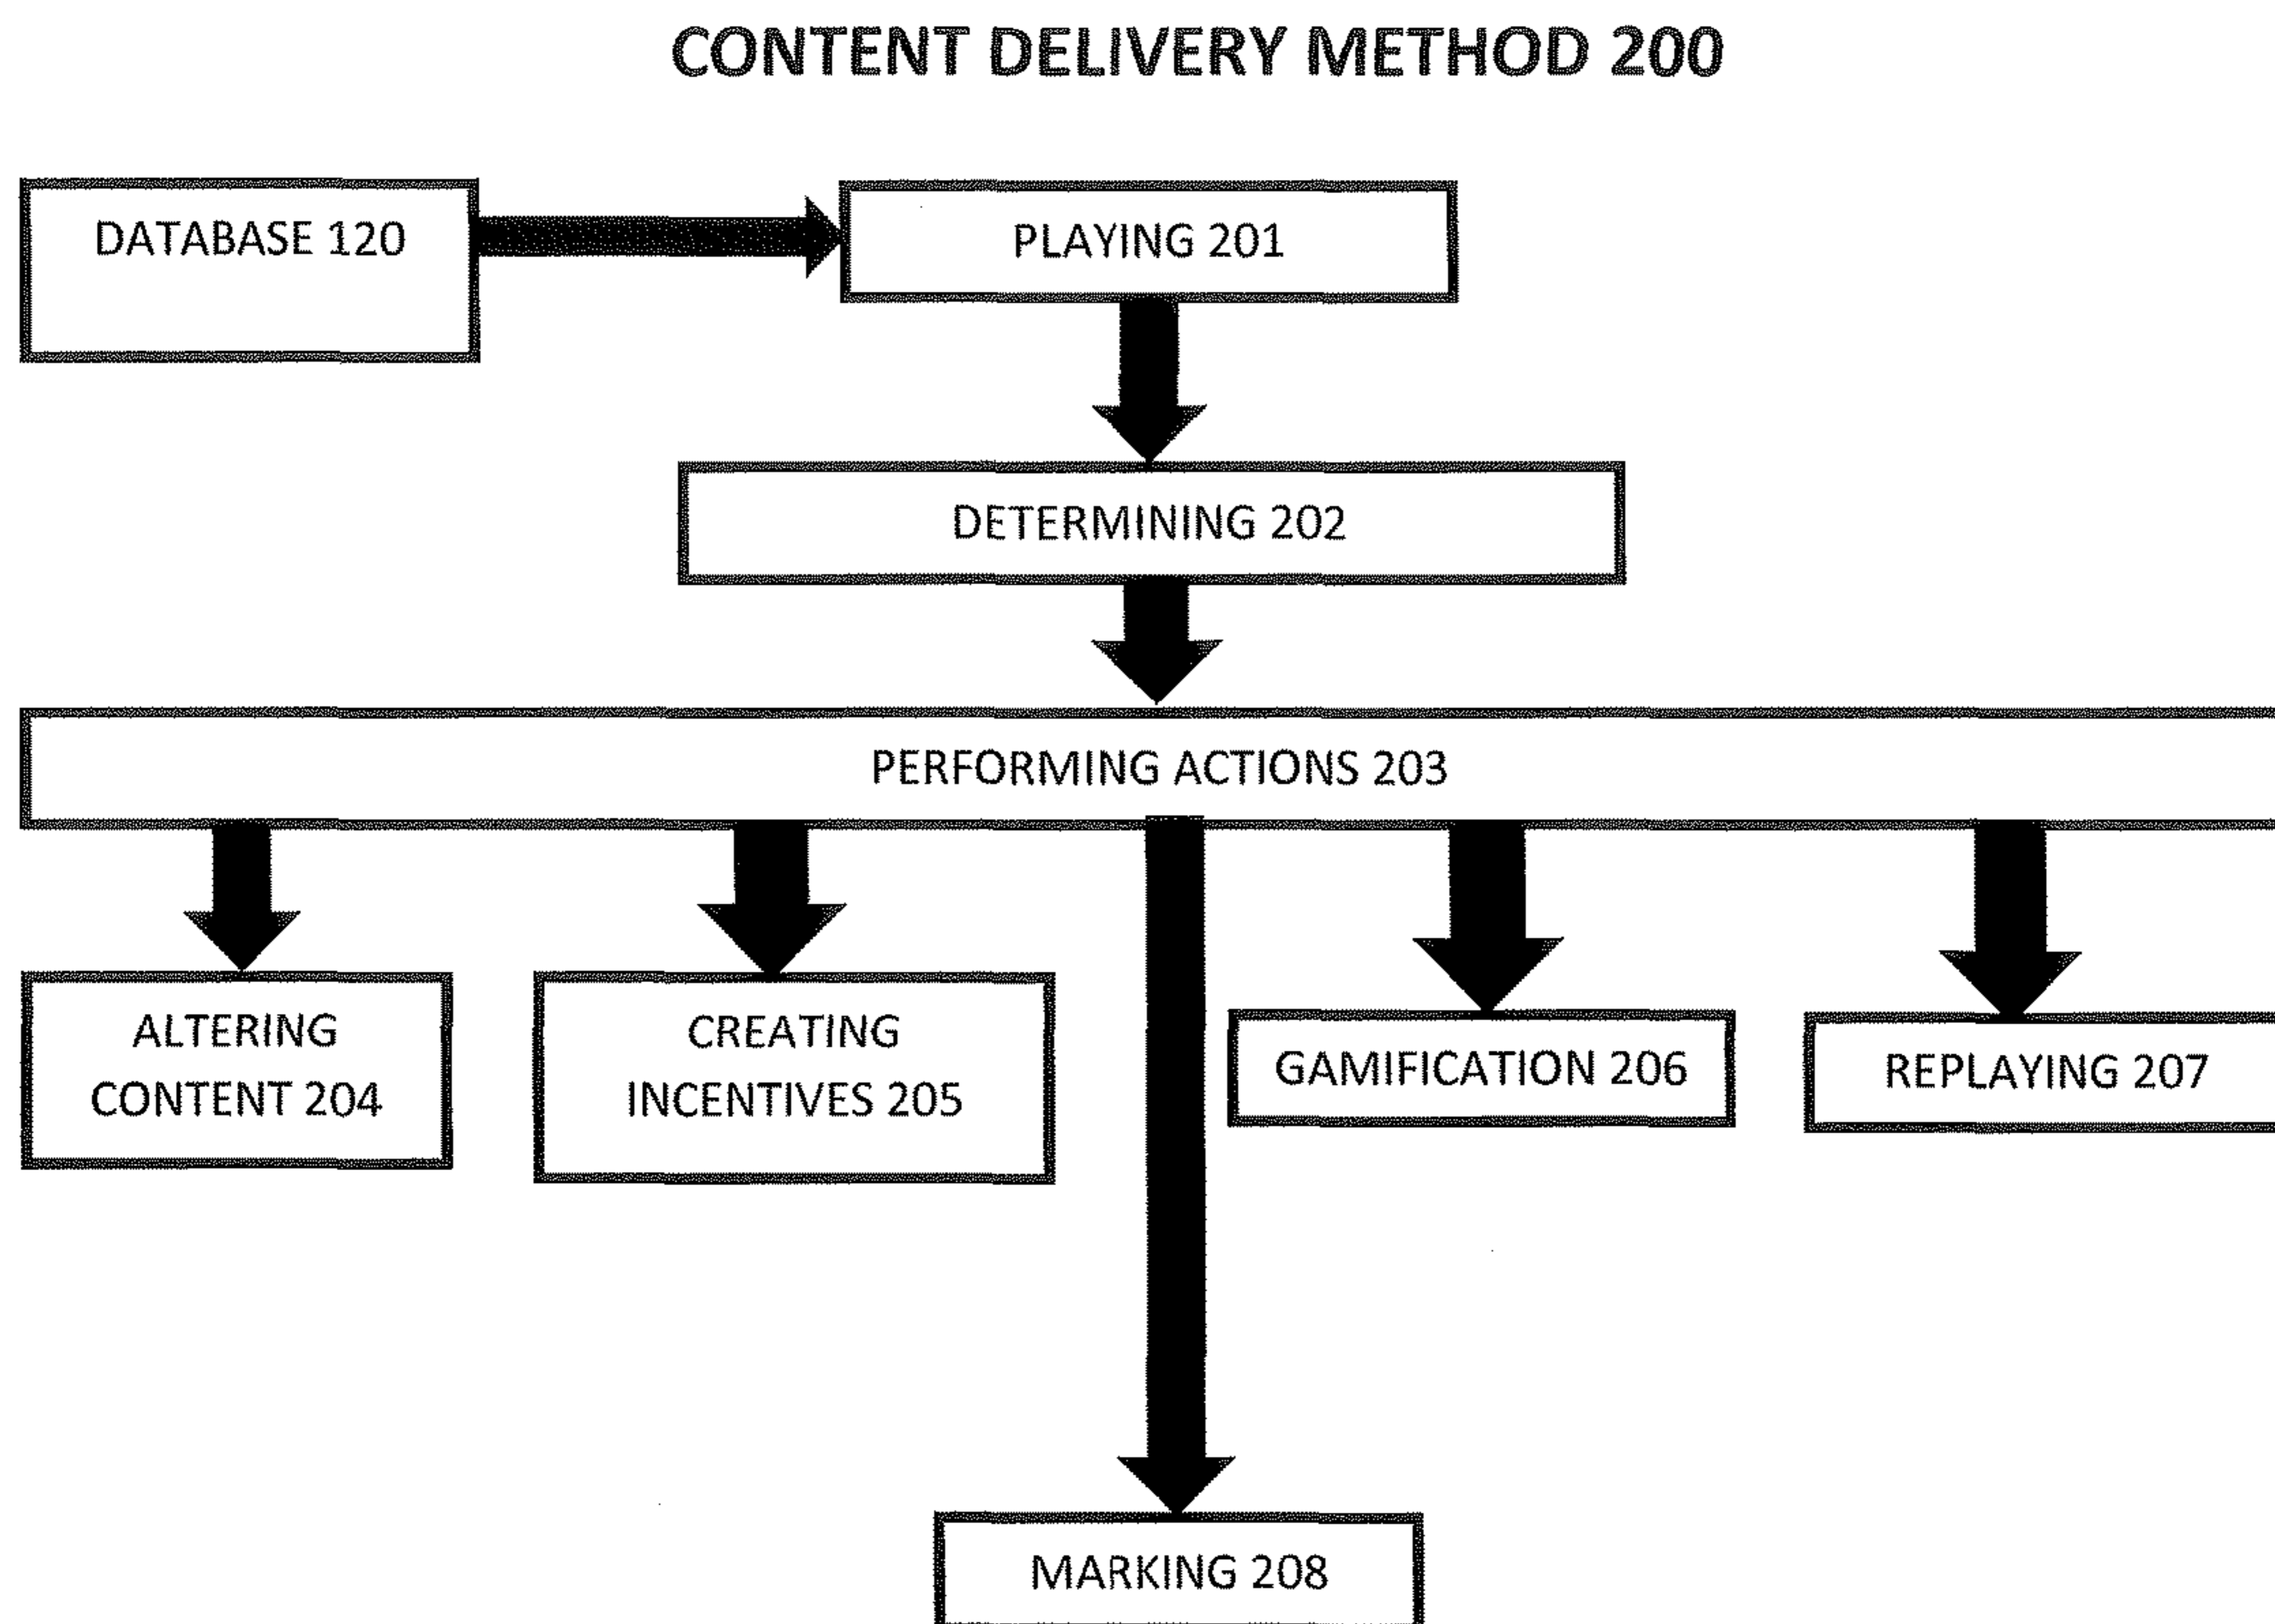 CONTENT DELIVERY METHOD 200
DATABASE 120
PLAYING 201
DETERMINING 202
PERFORMING ACTIONS 203
ALTERING
CONTENT 204
CREATING
INCENTIVES 205
GAMIFICATION 206
REPLAYING 207
MARKING 208